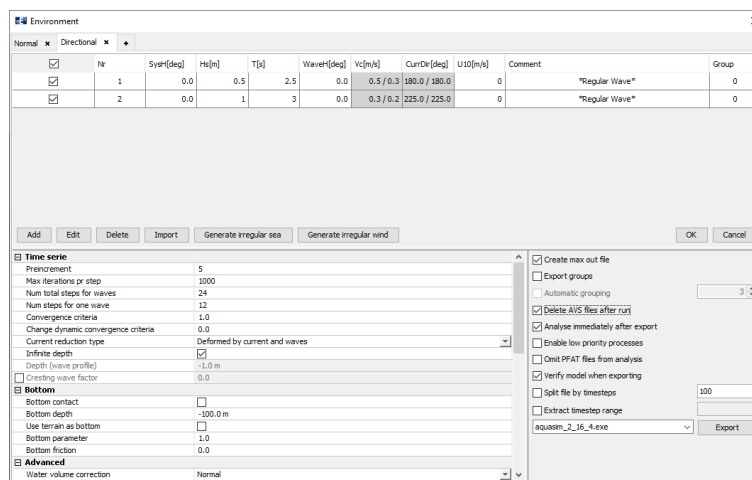 Environment
Normal × Directional × +
Nr SysH[deg] Hs[m] T[s] WaveH[deg] Vc[m/s] CurrDir[deg] U10[m/s] Comment Group
1 0.0 0.5 2.5 0.0 0.5 / 0.3 180.0 / 180.0 0 *Regular Wave* 0
2 0.0 1 3 0.0 0.3 / 0.2 225.0 / 225.0 0 *Regular Wave* 0
Add Edit Delete Import Generate irregular sea Generate irregular wind OK Cancel
Time serie
Preincrement 5
Max iterations pr step 1000
Num total steps for waves 24
Num steps for one wave 12
Convergence criteria 1.0
Change dynamic convergence criteria 0.0
Current reduction type Deformed by current and waves
Infinite depth
Depth (wave profile) -1.0 m
Cresting wave factor 0.0
Bottom
Bottom contact
Bottom depth -100.0 m
Use terrain as bottom
Bottom parameter 1.0
Bottom friction 0.0
Advanced
Water volume correction Normal
Create max out file
Export groups
Automatic grouping 3
Delete AVS files after run
Analyse immediately after export
Enable low priority processes
Omit PFAT files from analysis
Verify model when exporting
Split file by timesteps 100
Extract timestep range
aquasim_2_16_4.exe Export